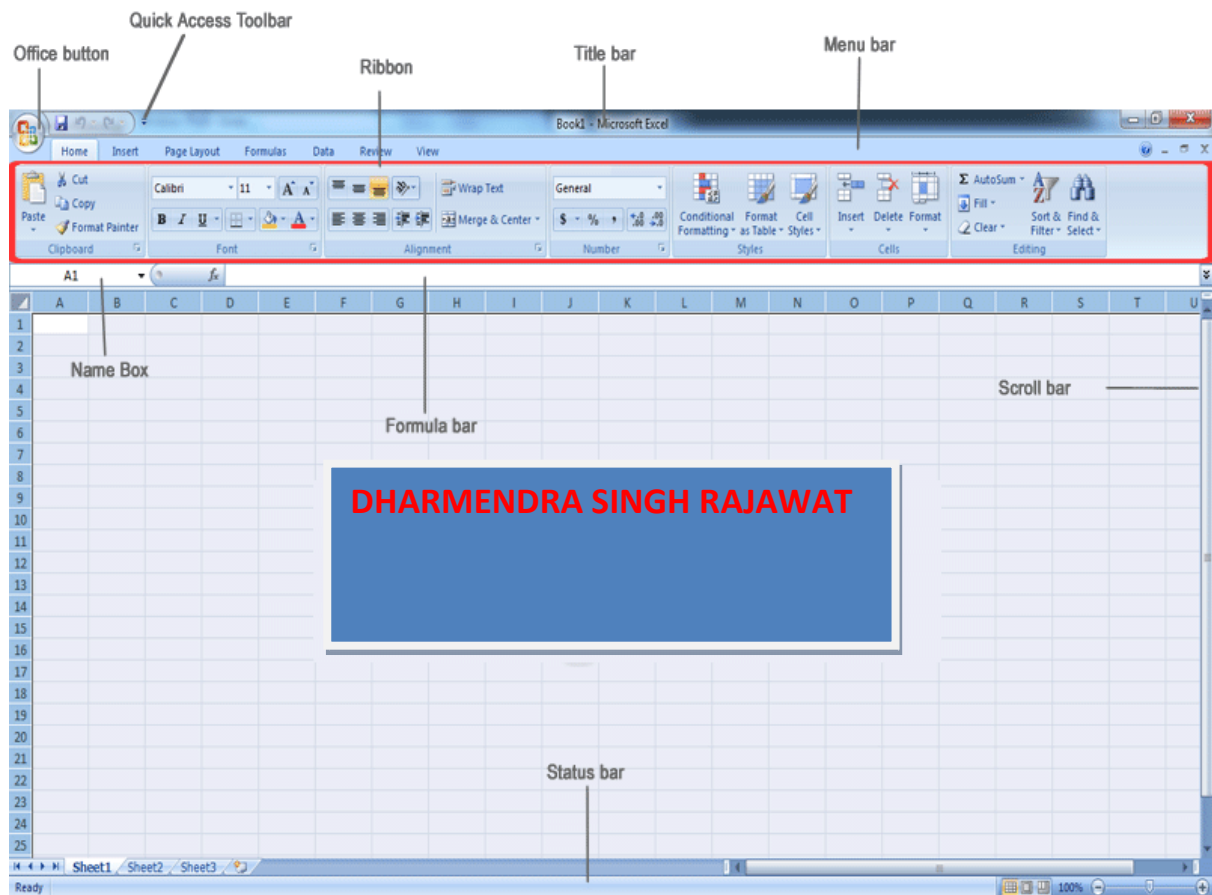 Quick Access Toolbar
Office button
Ribbon
Title bar
Menu bar
Book1 - Microsoft Excel
Home Insert Page Layout Formulas Data Review View
Cut
Copy
Format Painter
Paste
Clipboard
Calibri 11
B I U
A A
A
Font
Wrap Text
Merge & Center
Alignment
General
$ % ,
Number
Conditional Formatting
Format as Table
Cell Styles
Styles
Insert Delete Format
Cells
Σ AutoSum
Fill
Clear
Sort & Filter
Find & Select
Editing
A1 fx
A B C D E F G H I J K L M N O P Q R S T U
1
2
3
Name Box
4
Scroll bar
5
6
Formula bar
7
8
9
DHARMENDRA SINGH RAJAWAT
10
11
12
13
14
15
16
17
18
19
20
21
22
Status bar
23
24
25
Sheet1 Sheet2 Sheet3
Ready 100%